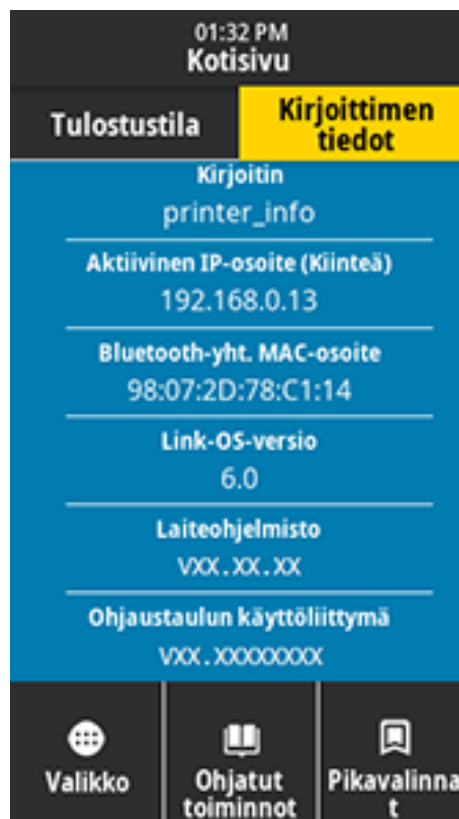 01:32 PM
Kotisivu
Tulostustila
Kirjoittimen
tiedot
Kirjoitin
printer_info
Aktiivinen IP-osoite (Kiinteä)
192.168.0.13
Bluetooth-yht. MAC-osoite
98:07:2D:78:C1:14
Link-OS-versio
6.0
Laiteohjelmisto
VXX.XX.XX
Ohjaustaulun käyttöliittymä
VXX.XXXXXXXX
Valikko
Ohjatut
toiminnot
Pikavalinna
t